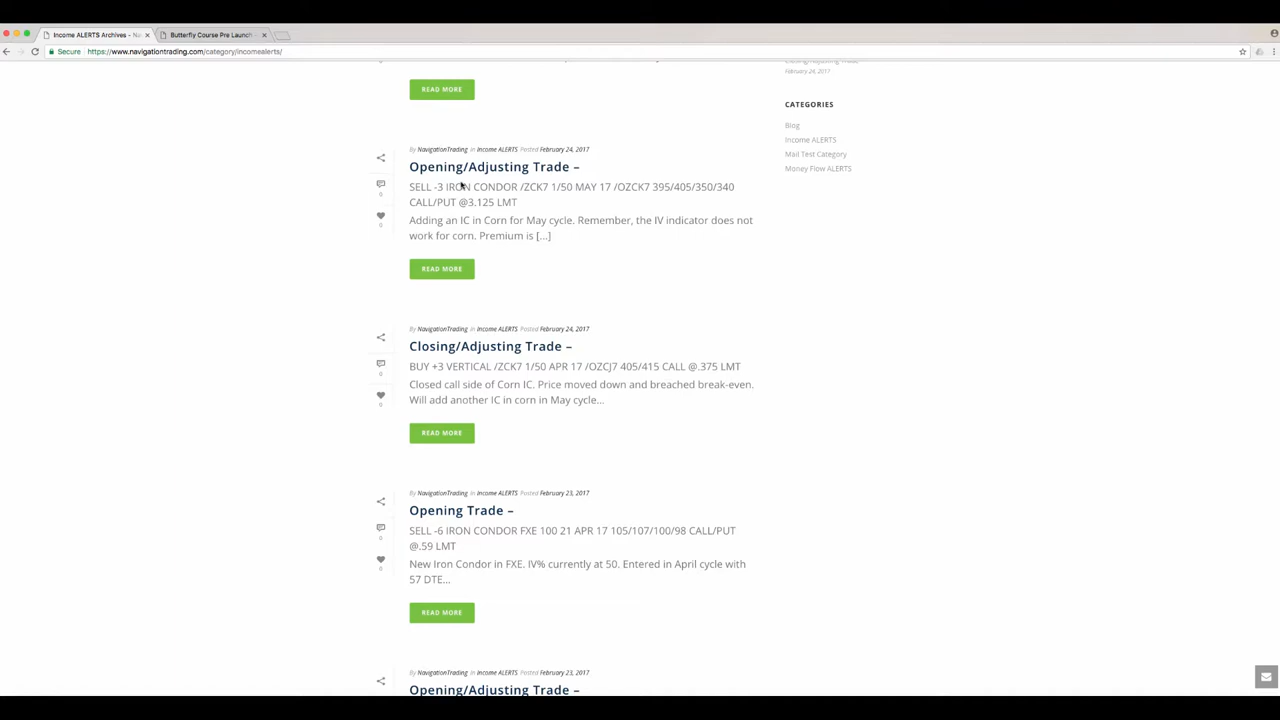 Income ALERTS Archives - Na
Butterfly Course Pre Launch -
Secure https://www.navigationtrading.com/category/incomealerts/
READ MORE
By NavigationTrading In Income ALERTS Posted February 24, 2017
0
Opening/Adjusting Trade –
SELL -3 IRON CONDOR /ZCK7 1/50 MAY 17 /OZCK7 395/405/350/340
CALL/PUT @3.125 LMT
0
Adding an IC in Corn for May cycle. Remember, the IV indicator does not
work for corn. Premium is [...]
READ MORE
By NavigationTrading In Income ALERTS Posted February 24, 2017
Closing/Adjusting Trade –
BUY +3 VERTICAL /ZCK7 1/50 APR 17 /OZCJ7 405/415 CALL @.375 LMT
0
Closed call side of Corn IC. Price moved down and breached break-even.
Will add another IC in corn in May cycle...
0
READ MORE
By NavigationTrading In Income ALERTS Posted February 23, 2017
Opening Trade –
SELL -6 IRON CONDOR FXE 100 21 APR 17 105/107/100/98 CALL/PUT
@.59 LMT
0
New Iron Condor in FXE. IV% currently at 50. Entered in April cycle with
57 DTE...
0
READ MORE
By NavigationTrading In Income ALERTS Posted February 23, 2017
Opening/Adjusting Trade –
February 24, 2017
CATEGORIES
Blog
Income ALERTS
Mail Test Category
Money Flow ALERTS